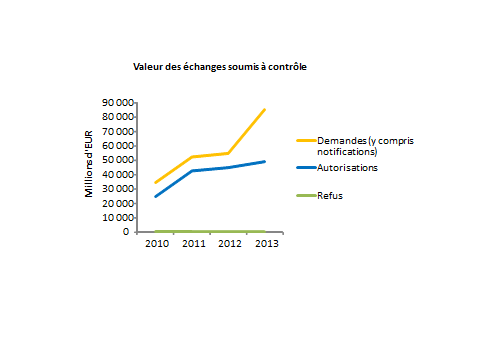 Valeur des échanges soumis à contrôle
90 000
80 000
70 000
60 000
50 000
40 000
30 000
20 000
10 000
0
Millions d'EUR
2010 2011 2012 2013
Demandes (y compris
notifications)
Autorisations
Refus